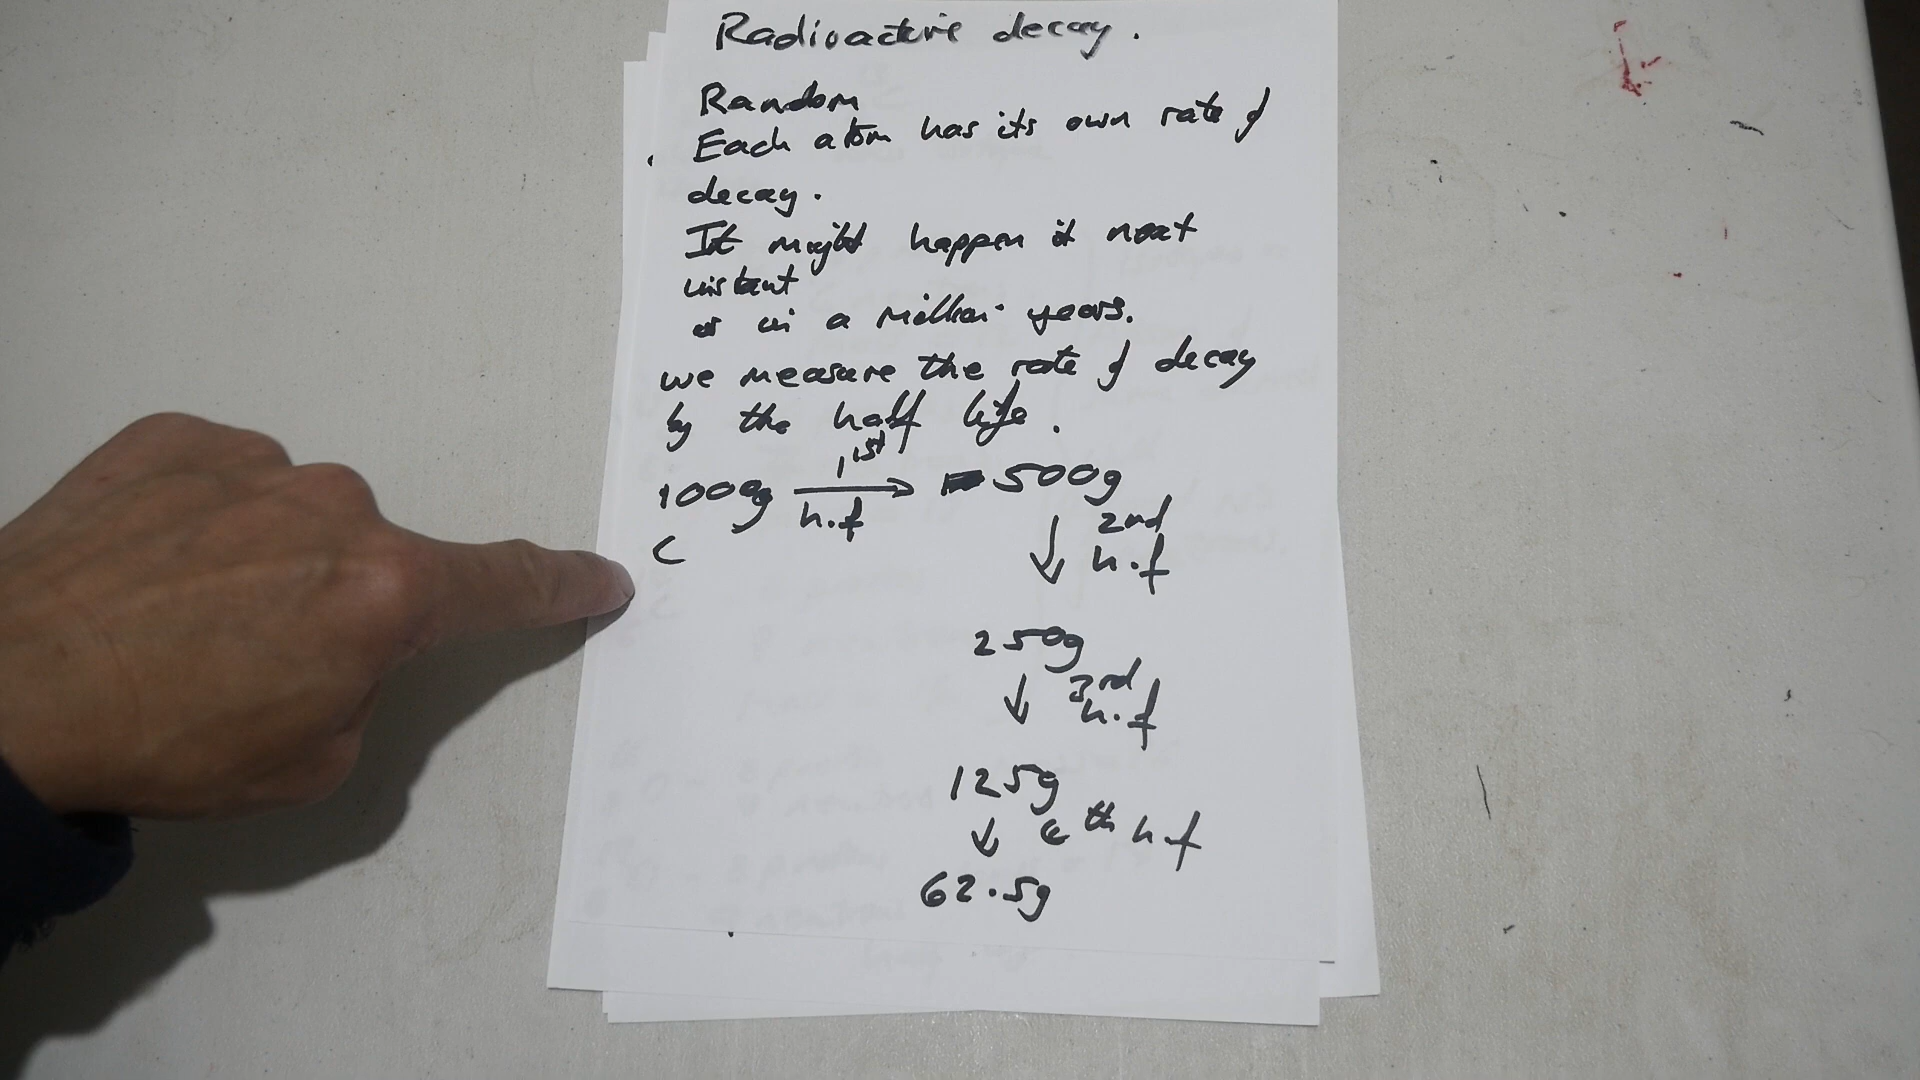 Radioactive decay.
Random
. Each atom has its own rate of
decay.
It might happen it next
instant
or in a million years.
we measure the rate of decay
by the half life.
1st
1000g → 500g
h.f
C
↓ 2nd
h.f
250g
↓ 3rd
h.f
125g
↓ th h.f
62.5g